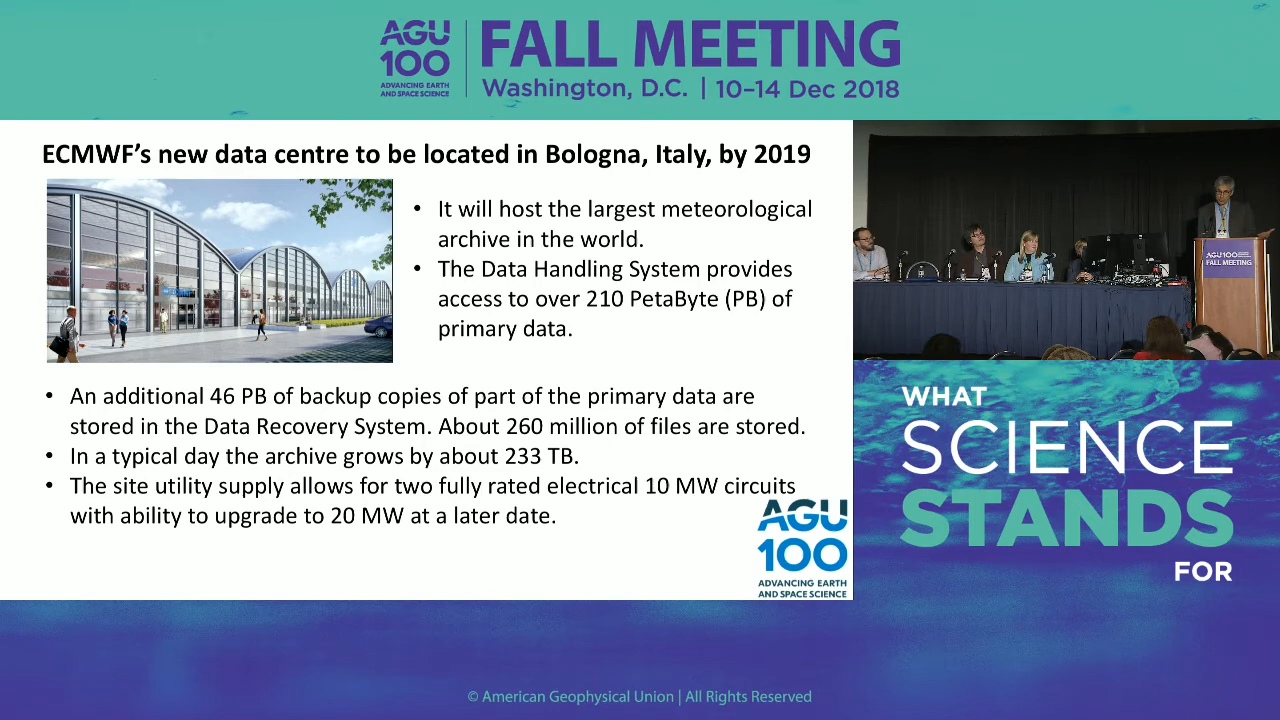 AGU
100
ADVANCING EARTH
AND SPACE SCIENCE
FALL MEETING
Washington, D.C. | 10–14 Dec 2018
ECMWF’s new data centre to be located in Bologna, Italy, by 2019
• It will host the largest meteorological
archive in the world.
• The Data Handling System provides
access to over 210 PetaByte (PB) of
primary data.
• An additional 46 PB of backup copies of part of the primary data are
stored in the Data Recovery System. About 260 million of files are stored.
• In a typical day the archive grows by about 233 TB.
• The site utility supply allows for two fully rated electrical 10 MW circuits
with ability to upgrade to 20 MW at a later date.
AGU
100
ADVANCING EARTH
AND SPACE SCIENCE
AGU 100
FALL MEETING
WHAT
SCIENCE
STANDS
FOR
© American Geophysical Union | All Rights Reserved